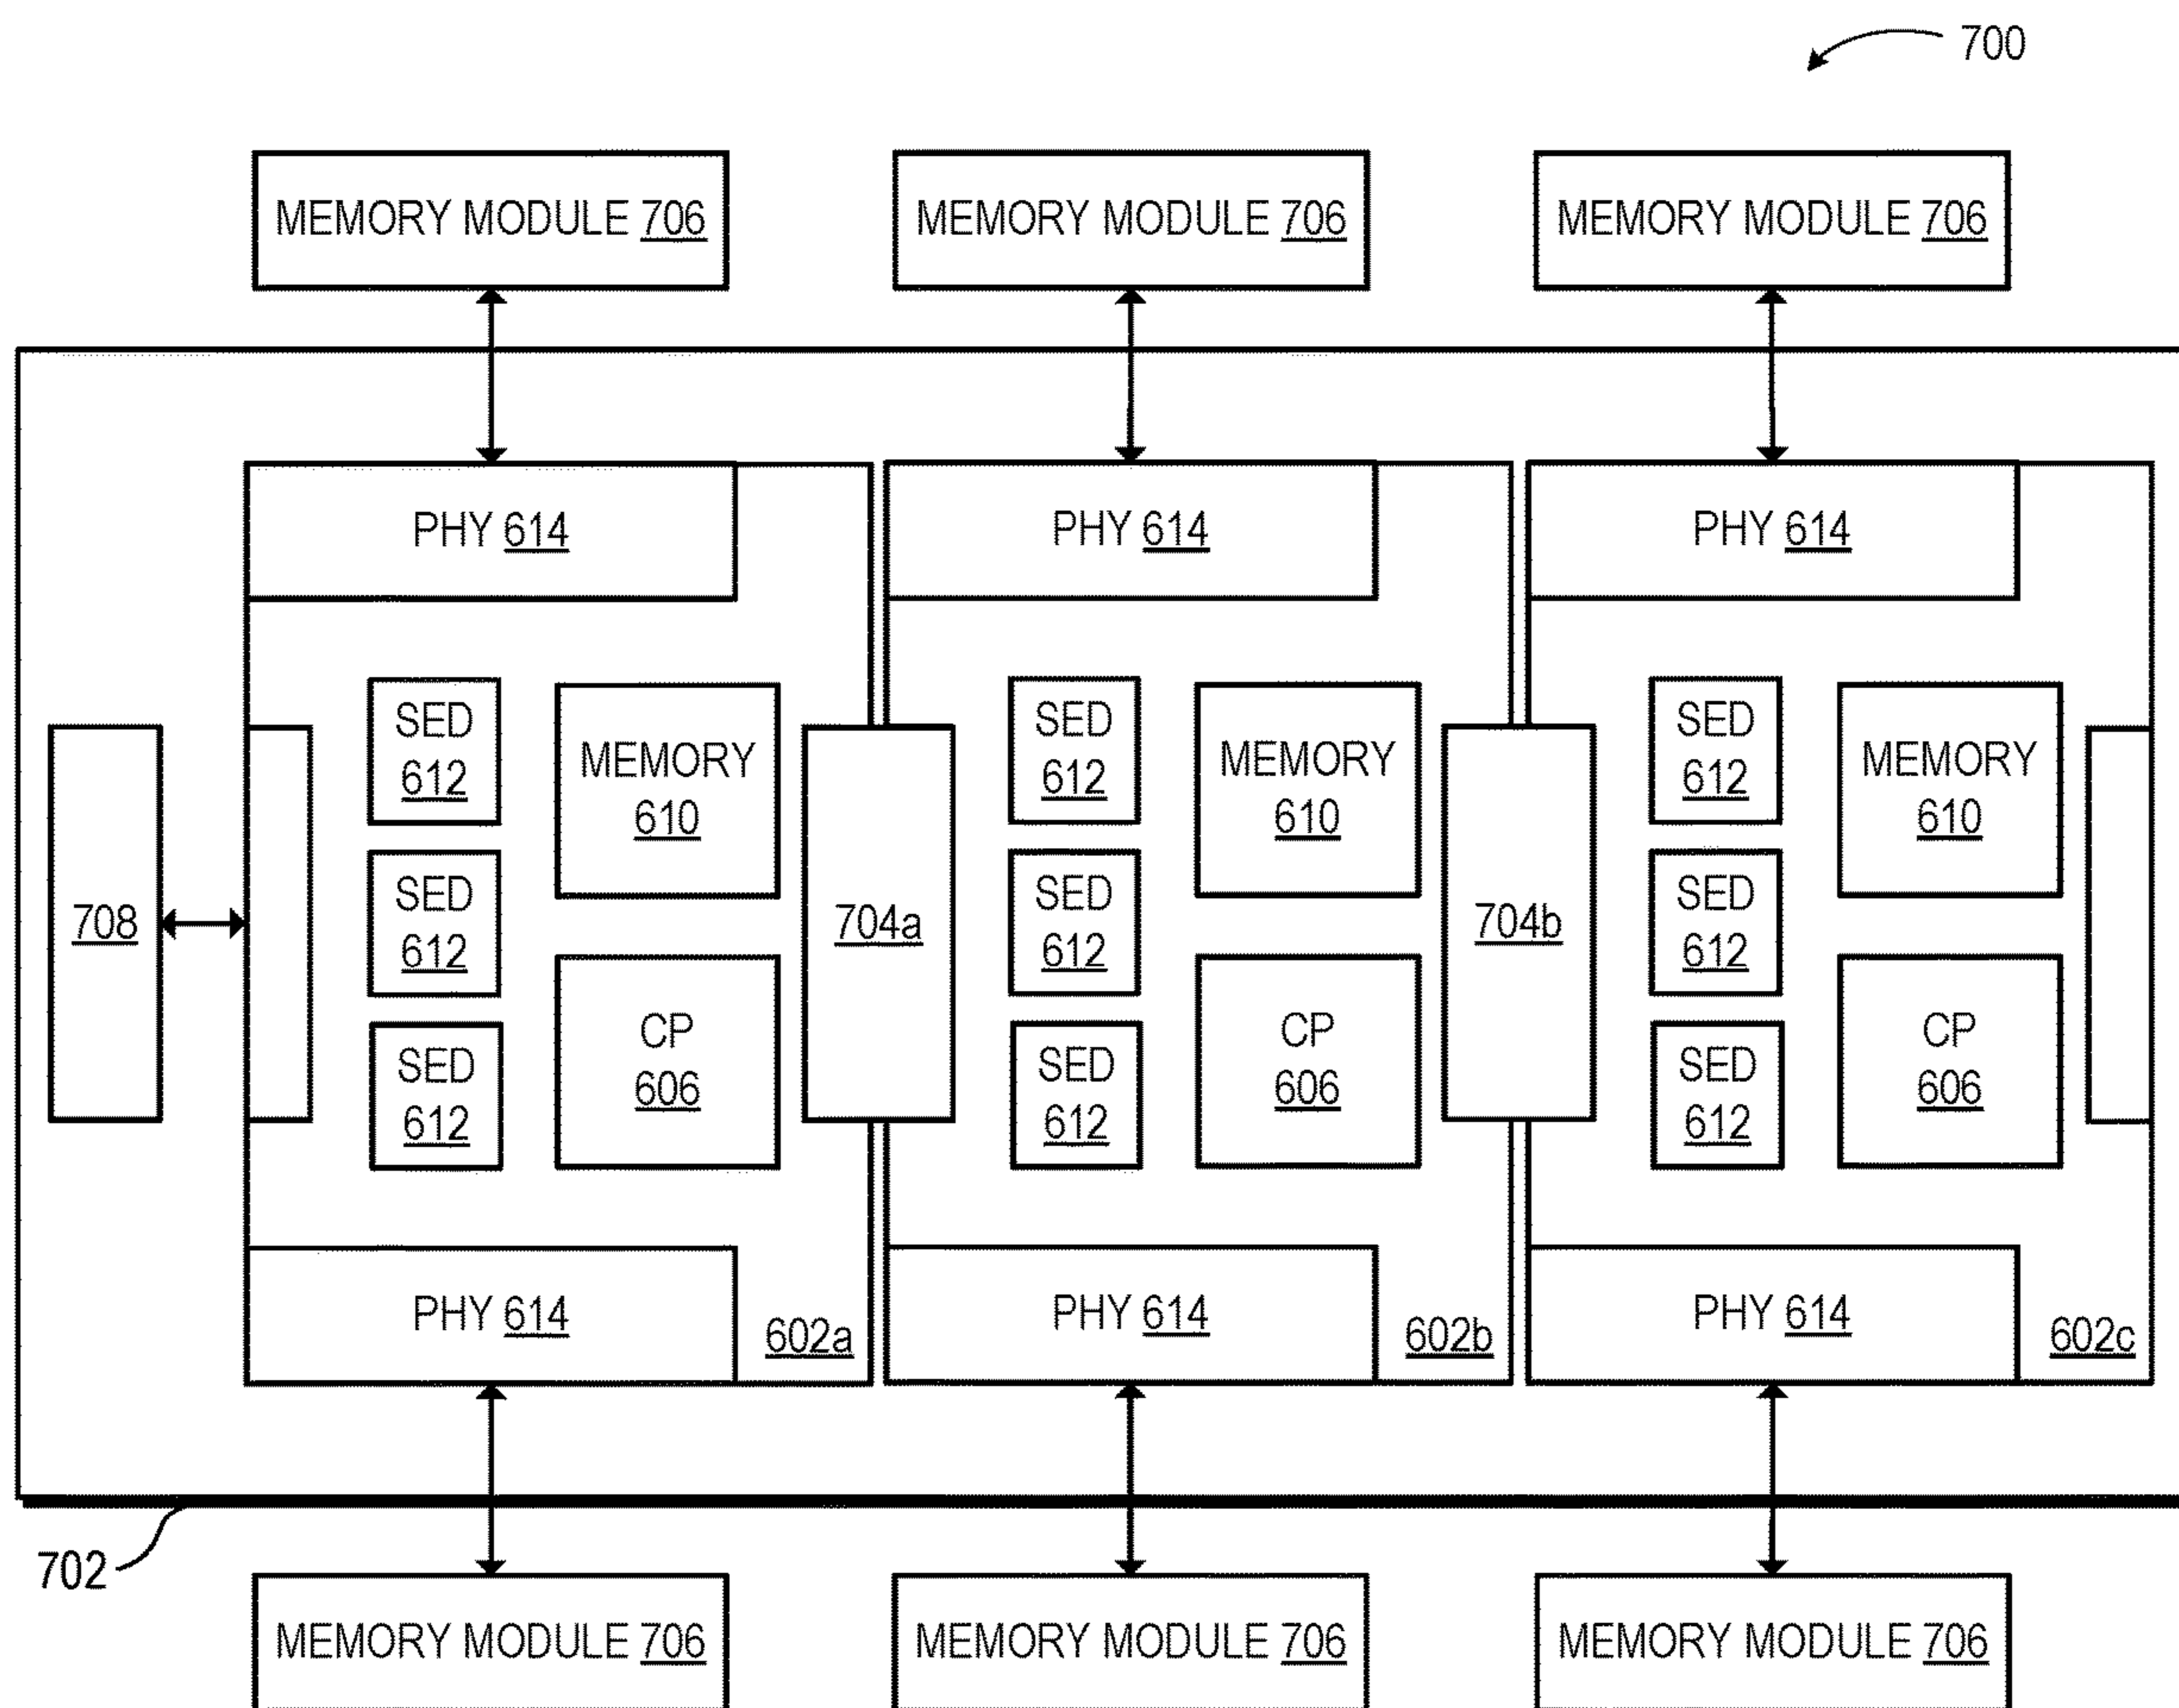 700
MEMORY MODULE 706
MEMORY MODULE 706
MEMORY MODULE 706
PHY 614
PHY 614
PHY 614
SED
612
MEMORY
610
SED
612
MEMORY
610
SED
612
MEMORY
610
708
SED
612
704a
SED
612
704b
SED
612
CP
606
CP
606
CP
606
SED
612
SED
612
SED
612
PHY 614
602a
PHY 614
602b
PHY 614
602c
702
MEMORY MODULE 706
MEMORY MODULE 706
MEMORY MODULE 706